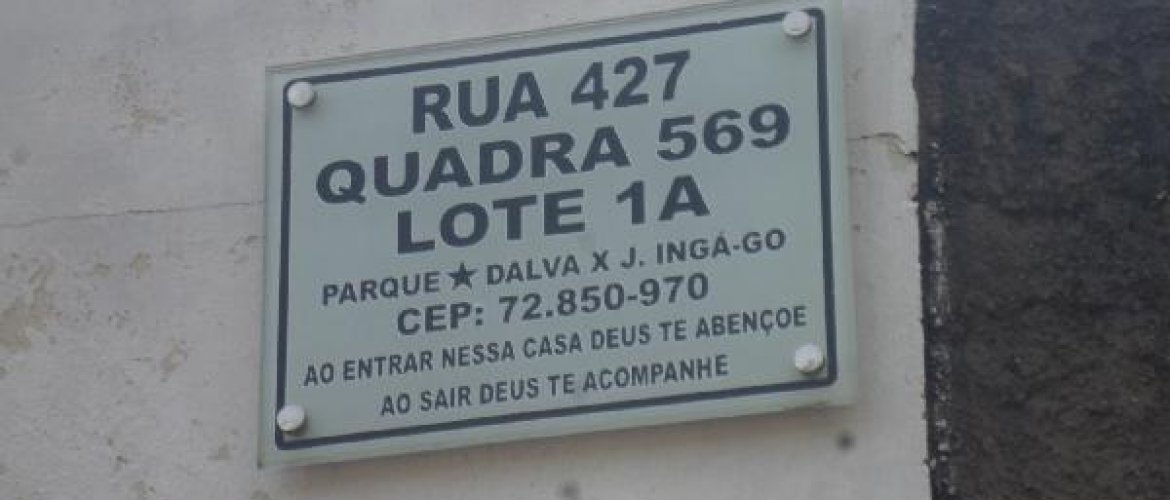 RUA 427
QUADRA 569
LOTE 1A
PARQUE ★ DALVA X J. INGÁ-GO
CEP: 72.850-970
AO ENTRAR NESSA CASA DEUS TE ABENÇOE
AO SAIR DEUS TE ACOMPANHE